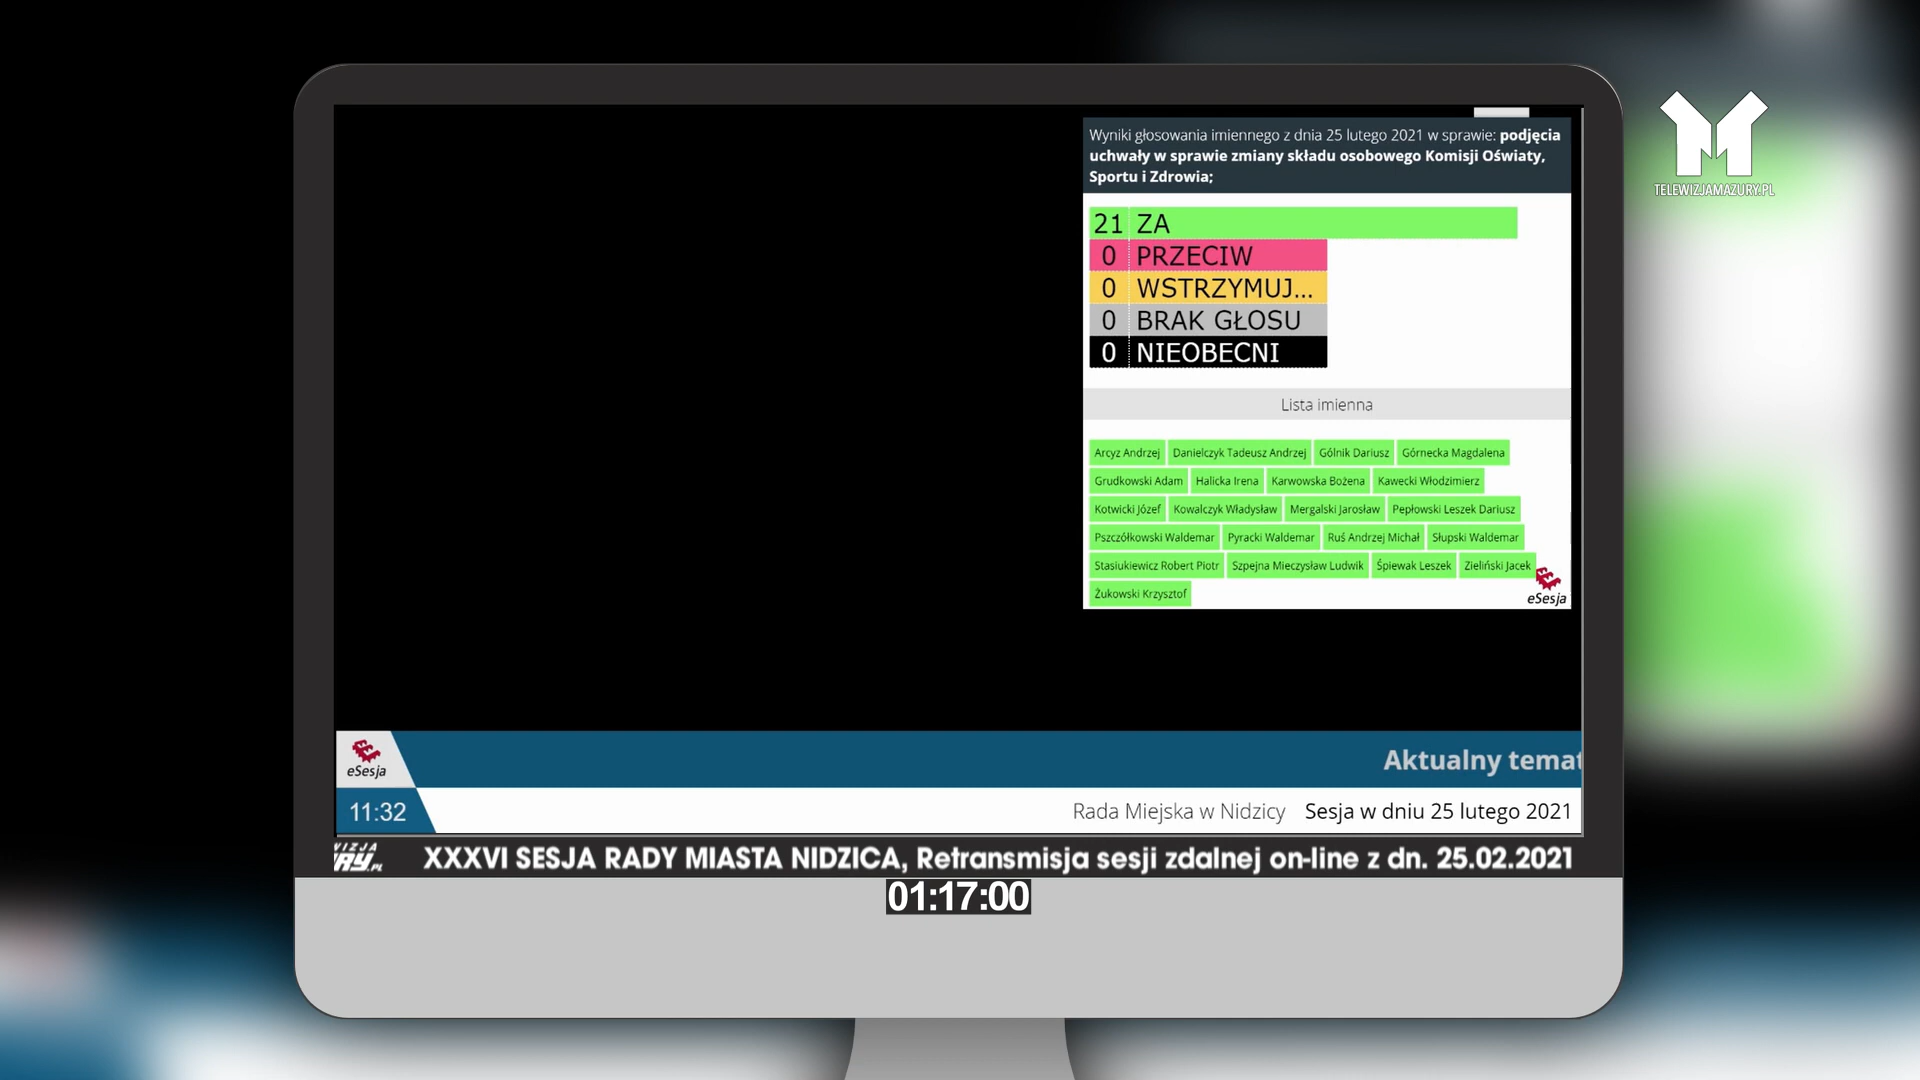 TELEWIZJAMAZURY.PL
Wyniki głosowania imiennego z dnia 25 lutego 2021 w sprawie: podjęcia
uchwały w sprawie zmiany składu osobowego Komisji Oświaty,
Sportu i Zdrowia;
21 ZA
0 PRZECIW
0 WSTRZYMUJ...
0 BRAK GŁOSU
0 NIEOBECNI
Lista imienna
Arcyz Andrzej Danielczyk Tadeusz Andrzej Gólnik Dariusz Górnecka Magdalena
Grudkowski Adam Halicka Irena Karwowska Bożena Kawecki Włodzimierz
Kotwicki Józef Kowalczyk Władysław Mergalski Jarosław Pepłowski Leszek Dariusz
Pszczółkowski Waldemar Pyracki Waldemar Ruś Andrzej Michał Słupski Waldemar
Stasiukiewicz Robert Piotr Szpejna Mieczysław Ludwik Śpiewak Leszek Zieliński Jacek
Żukowski Krzysztof
eSesja
eSesja
Aktualny temat
11:32
Rada Miejska w Nidzicy Sesja w dniu 25 lutego 2021
XXXVI SESJA RADY MIASTA NIDZICA, Retransmisja sesji zdalnej on-line z dn. 25.02.2021
01:17:00